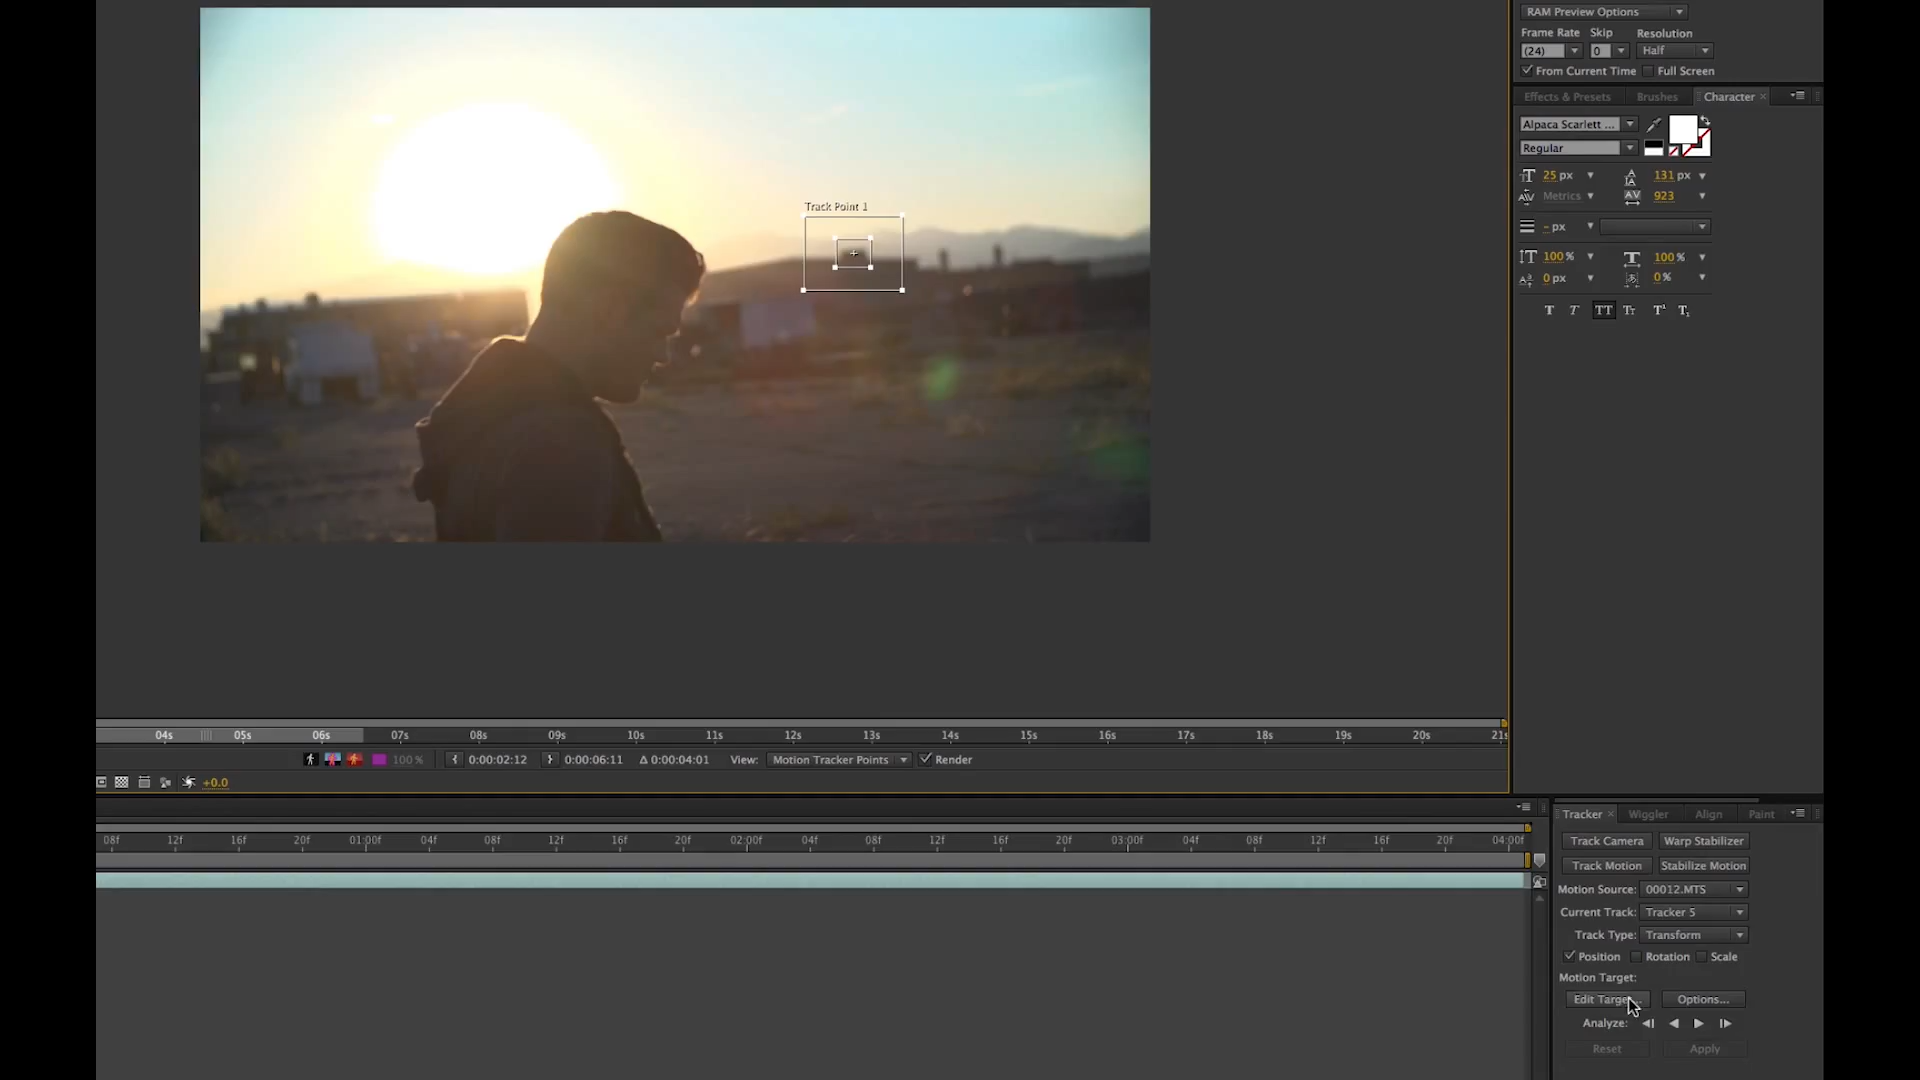 RAM Preview Options
Frame Rate Skip Resolution
(24) 0 Half
From Current Time Full Screen
Effects & Presets Brushes Character
Alpaca Scarlett ...
Regular
25 px 131 px
Metrics 923
- px
100 % 100 %
0 px 0 %
T T TT Tt T¹ T₁
Track Point 1
04s 05s 06s 07s 08s 09s 10s 11s 12s 13s 14s 15s 16s 17s 18s 19s 20s 21s
100 % 0:00:02:12 0:00:06:11 Δ 0:00:04:01 View: Motion Tracker Points Render
+0.0
08f 12f 16f 20f 01:00f 04f 08f 12f 16f 20f 02:00f 04f 08f 12f 16f 20f 03:00f 04f 08f 12f 16f 20f 04:00f
Tracker Wiggler Align Paint
Track Camera Warp Stabilizer
Track Motion Stabilize Motion
Motion Source: 00012.MTS
Current Track: Tracker 5
Track Type: Transform
Position Rotation Scale
Motion Target:
Edit Target... Options...
Analyze:
Reset Apply